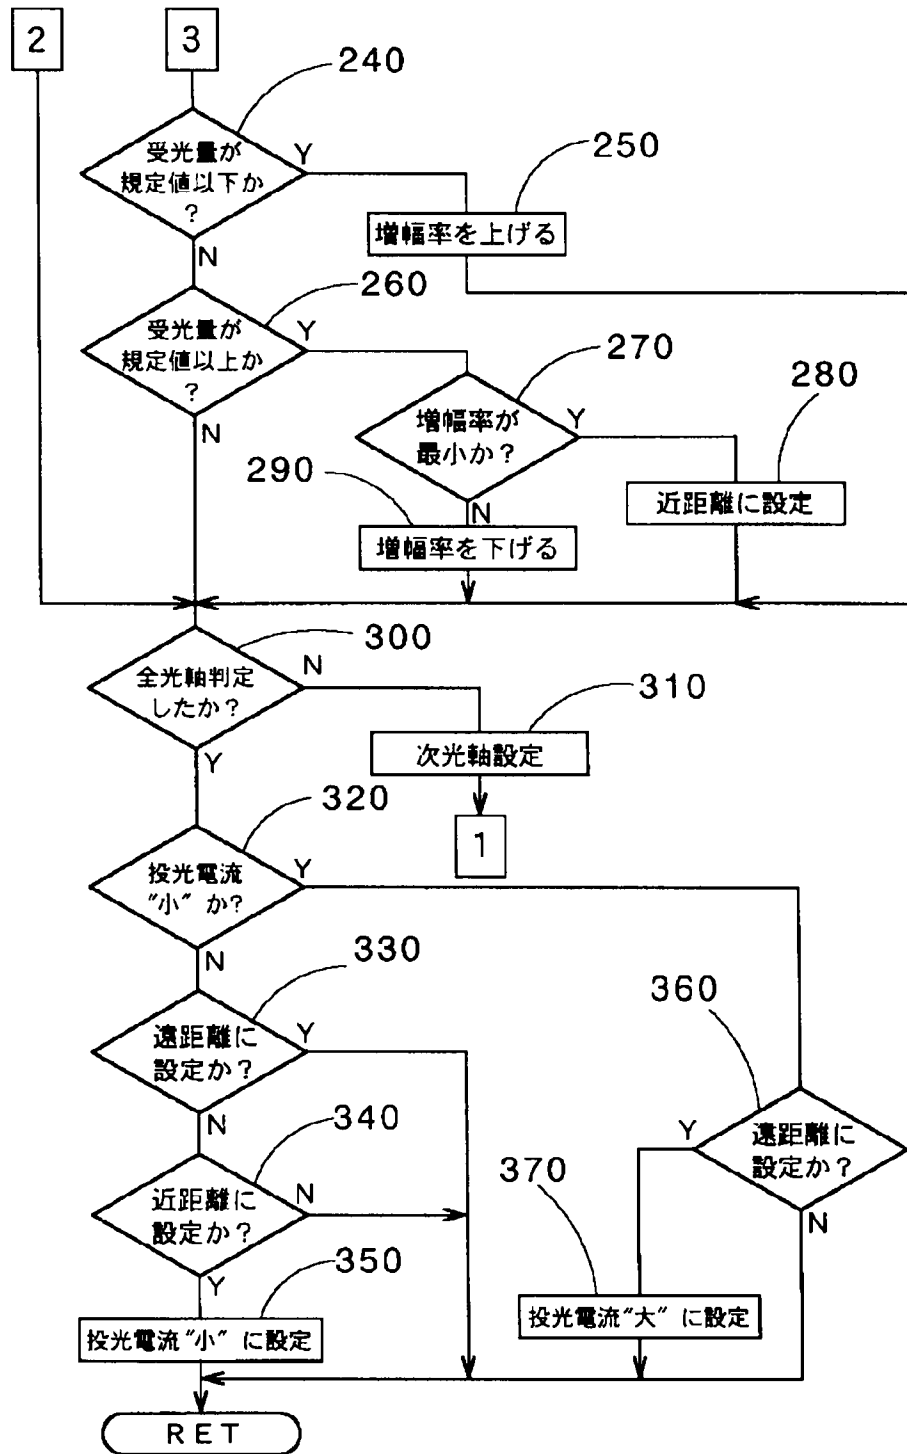 2
3
240
受光量が
規定値以下か
?
Y
N
250
増幅率を上げる
260
受光量が
規定値以上か
?
Y
N
270
増幅率が
最小か?
Y
N
280
近距離に設定
290
増幅率を下げる
300
全光軸判定
したか?
N
Y
310
次光軸設定
1
320
投光電流
"小" か?
Y
N
330
遠距離に
設定か?
Y
N
340
近距離に
設定か?
N
Y
350
投光電流"小" に設定
360
遠距離に
設定か?
Y
N
370
投光電流"大" に設定
RET